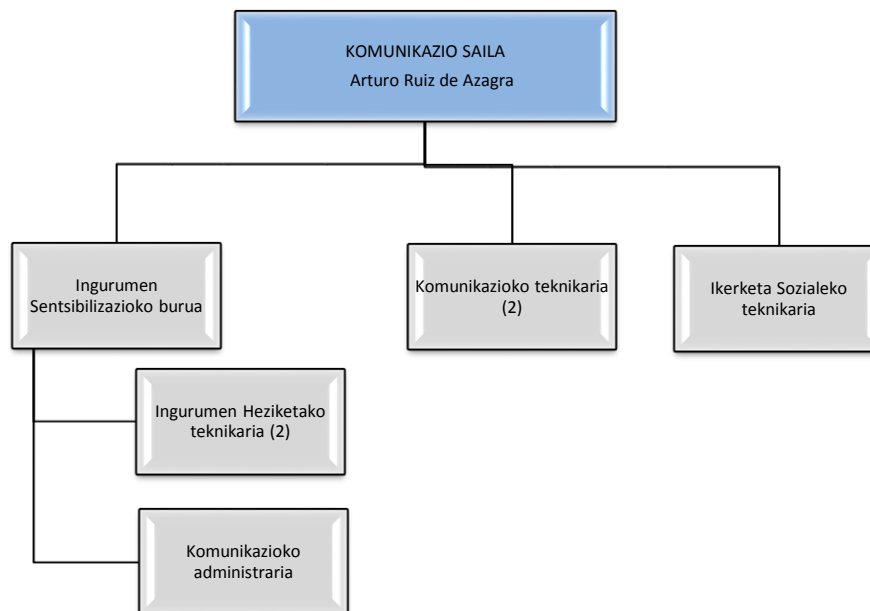 KOMUNIKAZIO SAILA
Arturo Ruiz de Azagra
Ingurumen
Sentsibilizazioko burua
Komunikazioko teknikaria
(2)
Ikerketa Sozialeko
teknikaria
Ingurumen Heziketako
teknikaria (2)
Komunikazioko
administraria